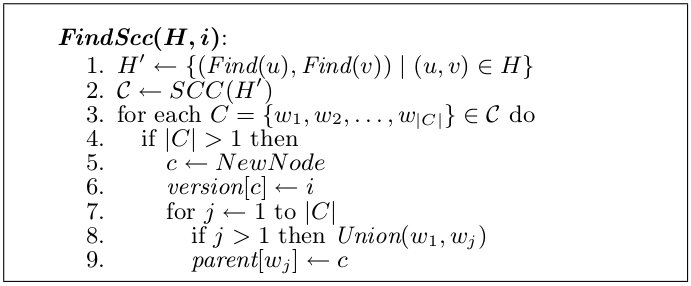 FindScc(H, i):
1. H′ ← {(Find(u), Find(v)) | (u, v) ∈ H}
2. 𝒞 ← SCC(H′)
3. for each C = {w₁, w₂, . . . , w_{|C|}} ∈ 𝒞 do
4. if |C| > 1 then
5. c ← NewNode
6. version[c] ← i
7. for j ← 1 to |C|
8. if j > 1 then Union(w₁, wⱼ)
9. parent[wⱼ] ← c